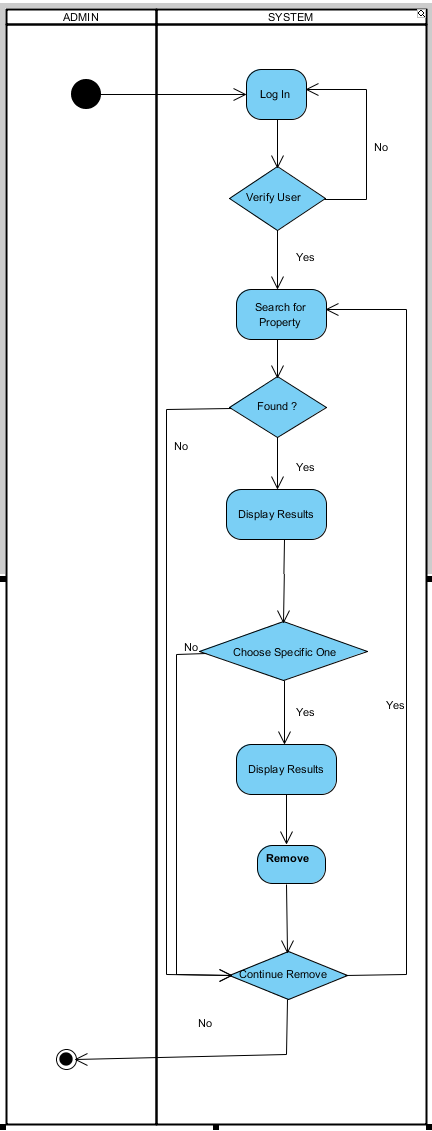 ADMIN
SYSTEM
Log In
No
Verify User
Yes
Search for
Property
Found ?
No
Yes
Display Results
No
Choose Specific One
Yes
Yes
Display Results
Remove
Continue Remove
No